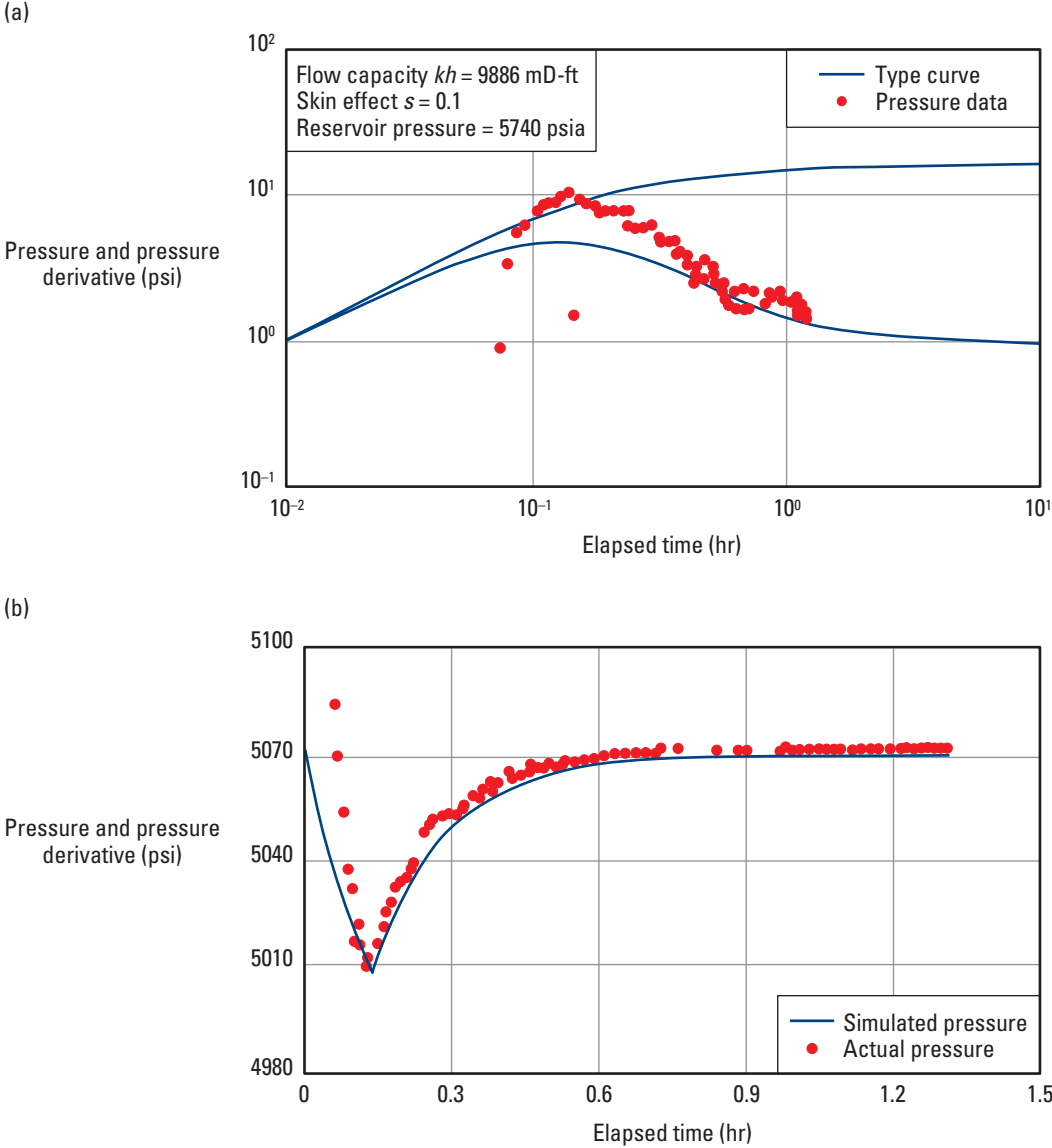 (a)
10²
Flow capacity kh = 9886 mD-ft
Skin effect s = 0.1
Reservoir pressure = 5740 psia
Type curve
Pressure data
10¹
Pressure and pressure
derivative (psi)
10⁰
10⁻¹
10⁻² 10⁻¹ 10⁰ 10¹
Elapsed time (hr)
(b)
5100
5070
Pressure and pressure
derivative (psi)
5040
5010
Simulated pressure
Actual pressure
4980
0 0.3 0.6 0.9 1.2 1.5
Elapsed time (hr)